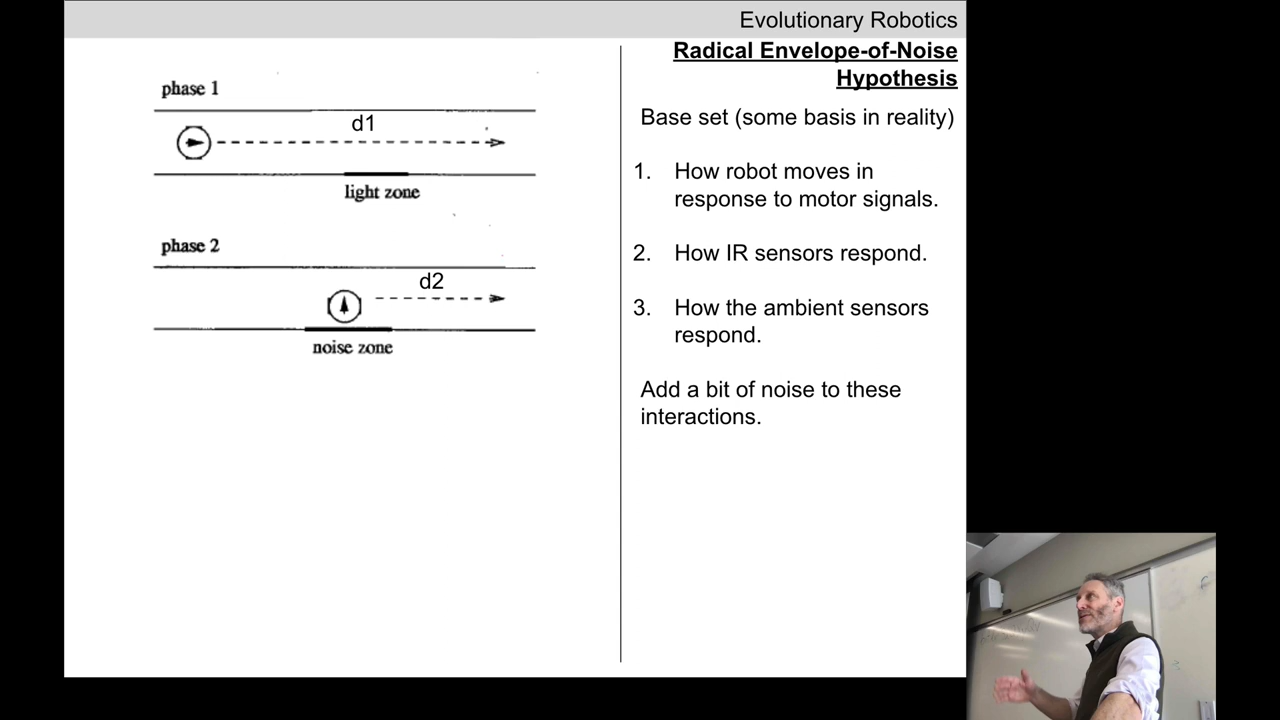 Evolutionary Robotics
Radical Envelope-of-Noise
Hypothesis
phase 1
d1
light zone
phase 2
d2
noise zone
Base set (some basis in reality)
1. How robot moves in
response to motor signals.
2. How IR sensors respond.
3. How the ambient sensors
respond.
Add a bit of noise to these
interactions.